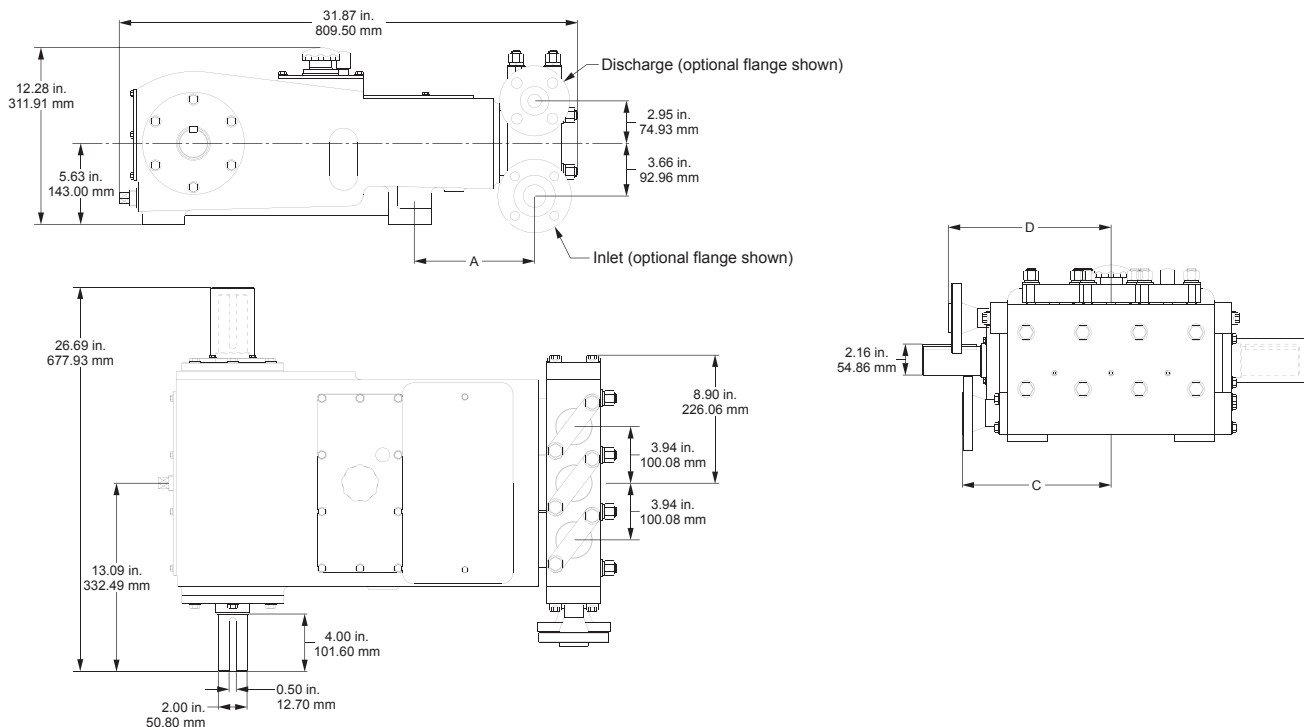 31.87 in.
809.50 mm
12.28 in.
311.91 mm
Discharge (optional flange shown)
2.95 in.
74.93 mm
3.66 in.
92.96 mm
5.63 in.
143.00 mm
A
Inlet (optional flange shown)
D
2.16 in.
54.86 mm
C
26.69 in.
677.93 mm
8.90 in.
226.06 mm
3.94 in.
100.08 mm
3.94 in.
100.08 mm
13.09 in.
332.49 mm
4.00 in.
101.60 mm
0.50 in.
12.70 mm
2.00 in.
50.80 mm